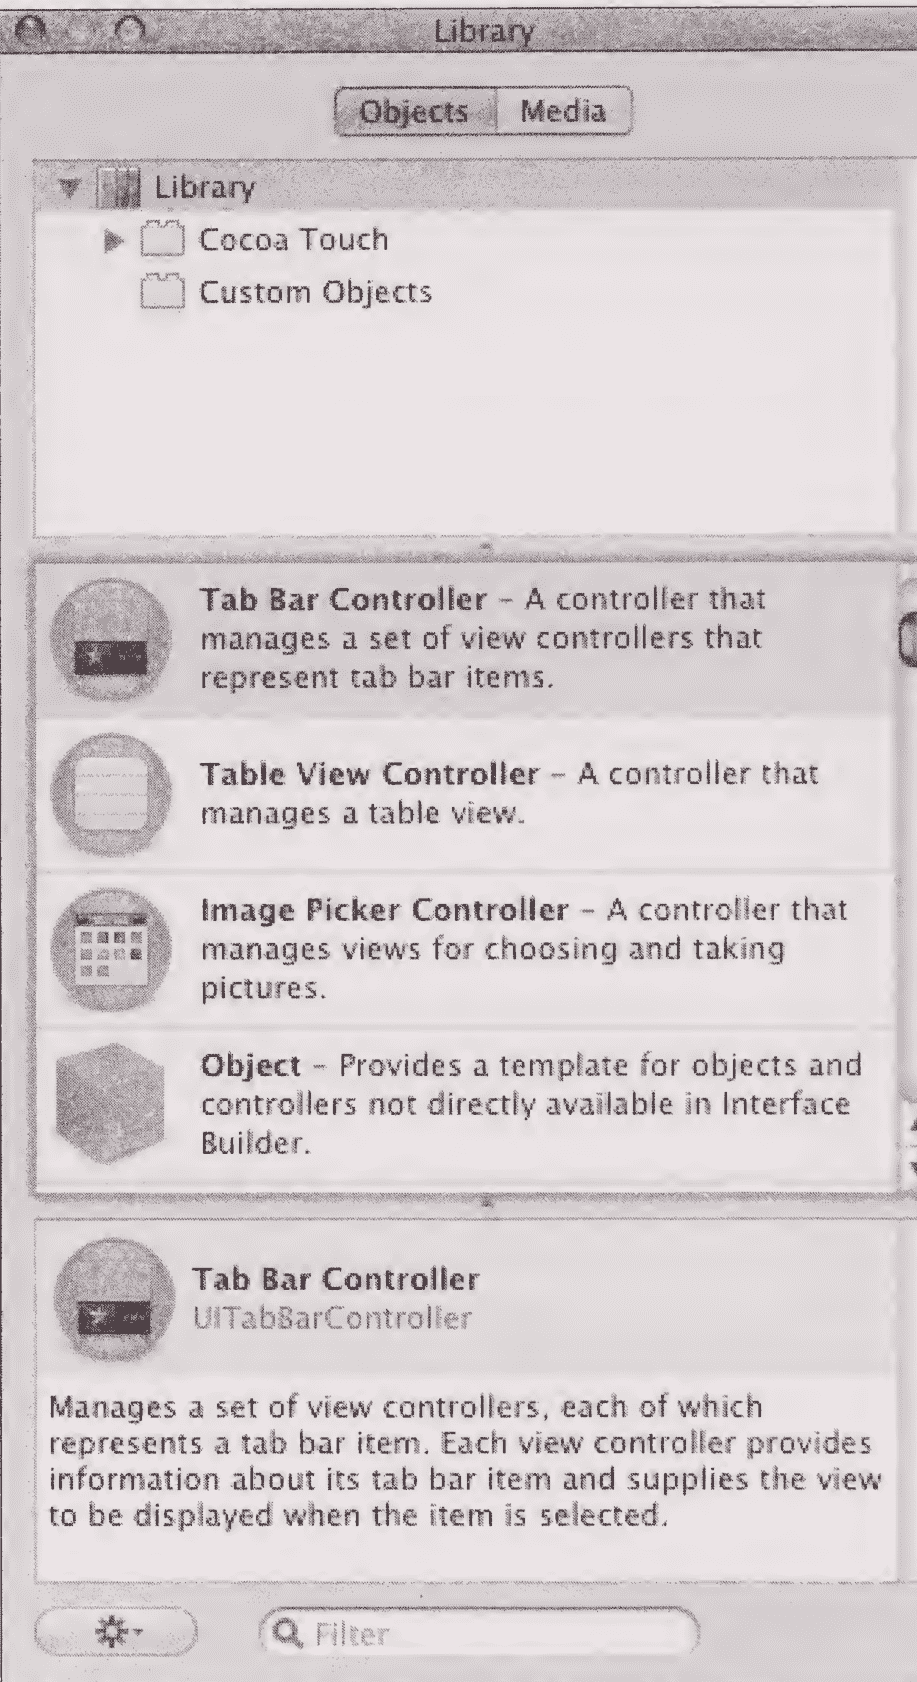 Library
Objects Media
Library
Cocoa Touch
Custom Objects
Tab Bar Controller – A controller that
manages a set of view controllers that
represent tab bar items.
Table View Controller – A controller that
manages a table view.
Image Picker Controller – A controller that
manages views for choosing and taking
pictures.
Object – Provides a template for objects and
controllers not directly available in Interface
Builder.
Tab Bar Controller
UITabBarController
Manages a set of view controllers, each of which
represents a tab bar item. Each view controller provides
information about its tab bar item and supplies the view
to be displayed when the item is selected.
Filter